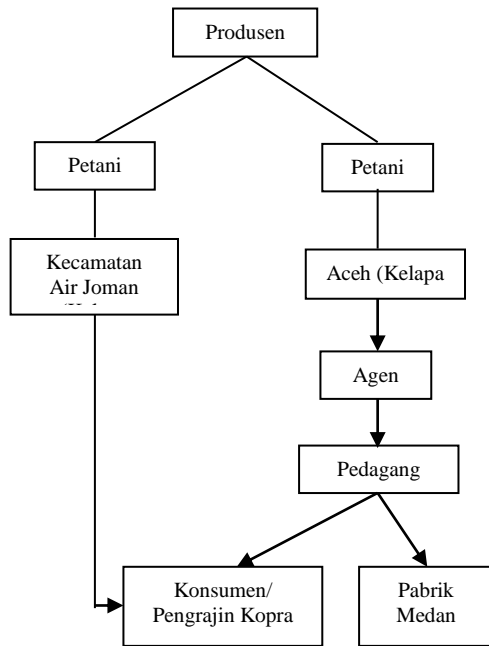 Produsen
Petani
Petani
Kecamatan
Air Joman
Aceh (Kelapa
Agen
Pedagang
Konsumen/
Pengrajin Kopra
Pabrik
Medan